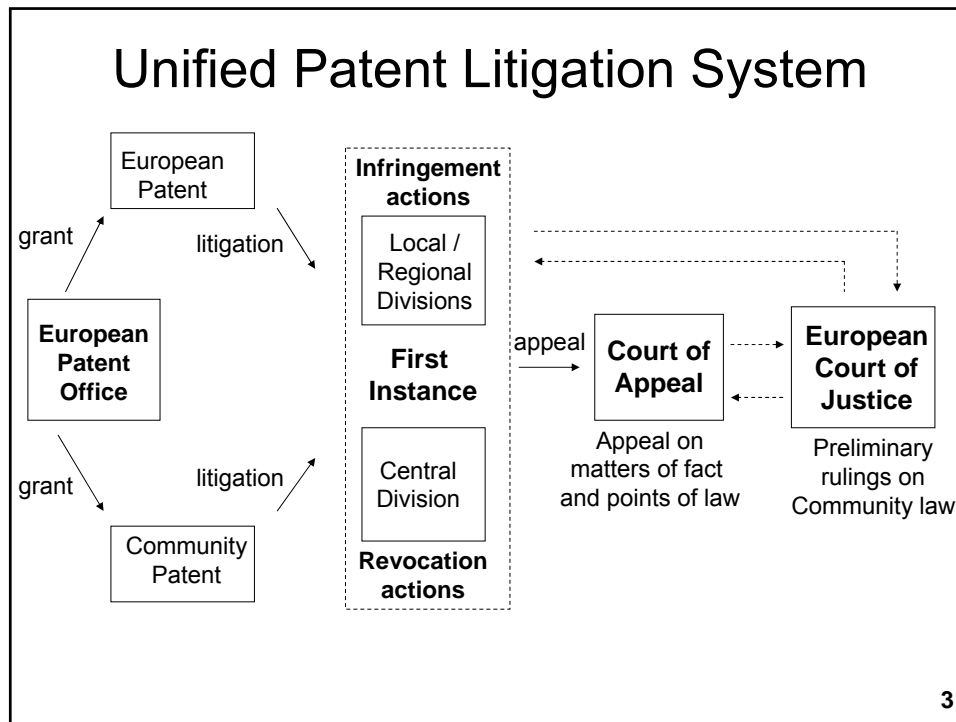 Unified Patent Litigation System
European
Patent
grant
litigation
European
Patent
Office
grant
litigation
Community
Patent
Infringement
actions
Local /
Regional
Divisions
First
Instance
Central
Division
Revocation
actions
appeal
Court of
Appeal
Appeal on
matters of fact
and points of law
European
Court of
Justice
Preliminary
rulings on
Community law
3